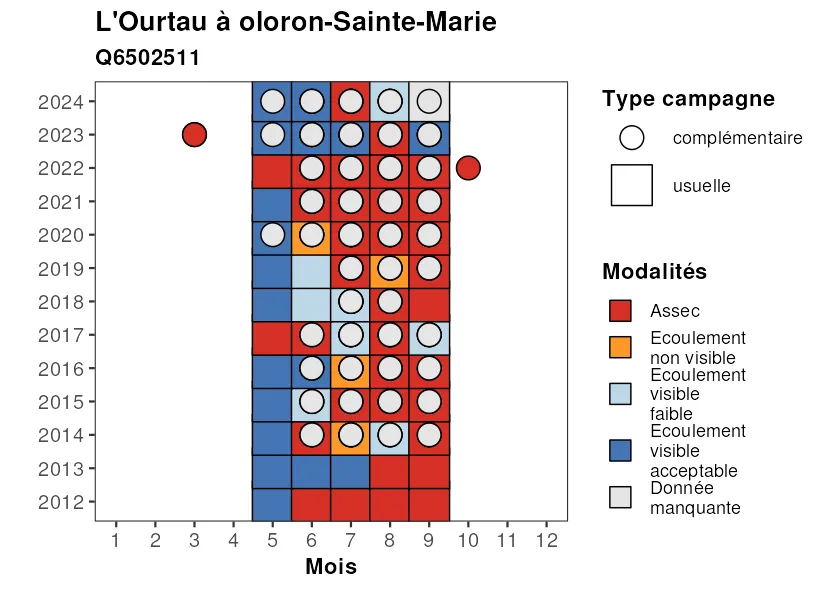 L'Ourtau à oloron-Sainte-Marie
Q6502511
2024
2023
2022
2021
2020
2019
2018
2017
2016
2015
2014
2013
2012
1 2 3 4 5 6 7 8 9 10 11 12
Mois
Type campagne
complémentaire
usuelle
Modalités
Assec
Ecoulement
non visible
Ecoulement
visible
faible
Ecoulement
visible
acceptable
Donnée
manquante